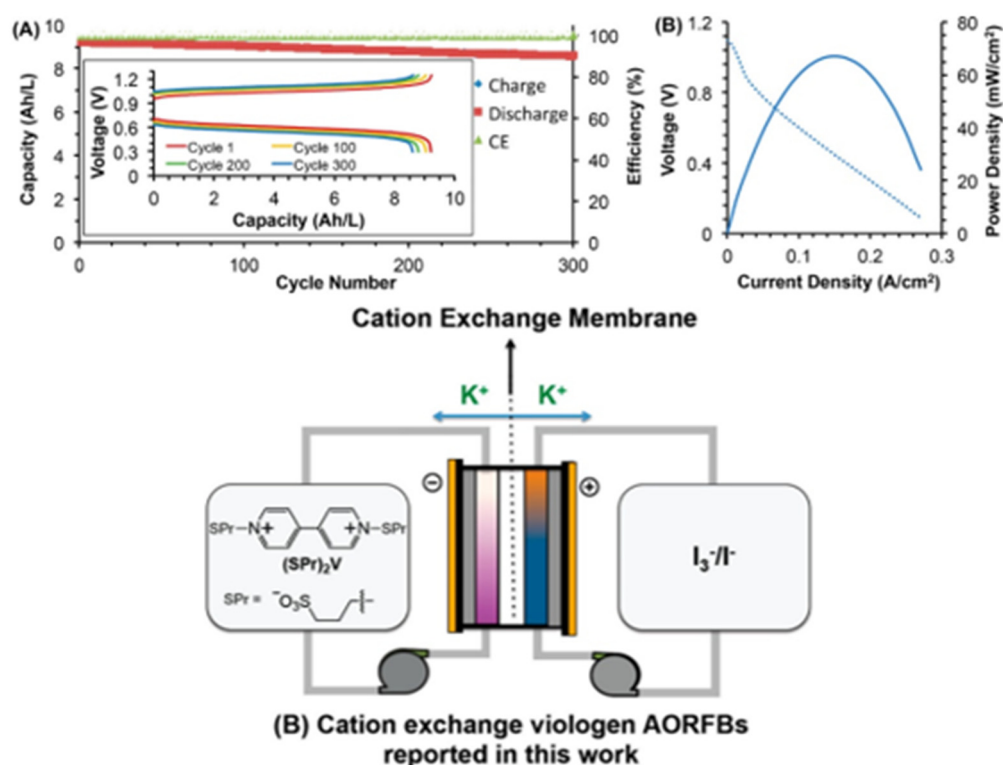 (A)
10
8
6
4
2
0
Capacity (Ah/L)
0
100
200
300
Cycle Number
100
80
60
40
20
0
Efficiency (%)
Charge
Discharge
CE
1.2
0.9
0.6
0.3
0
Voltage (V)
Cycle 1
Cycle 100
Cycle 200
Cycle 300
0
2
4
6
8
10
Capacity (Ah/L)
(B)
1.2
0.8
0.4
0
Voltage (V)
0
0.1
0.2
0.3
Current Density (A/cm²)
80
70
60
50
40
30
20
10
0
Power Density (mW/cm²)
Cation Exchange Membrane
K⁺ K⁺
⊖ ⊕
SPr—N+ +N—SPr
(SPr)₂V
SPr = ⁻O₃S
I₃⁻/I⁻
(B) Cation exchange viologen AORFBs
reported in this work